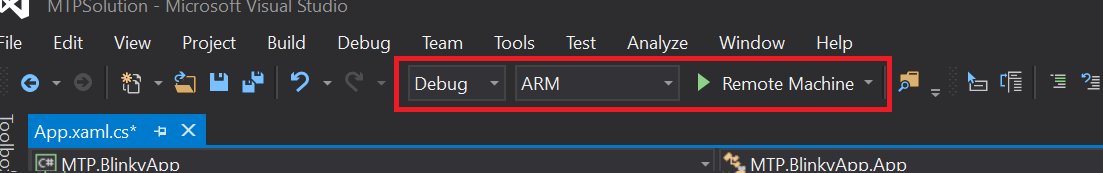 MTPSolution - Microsoft Visual Studio
File Edit View Project Build Debug Team Tools Test Analyze Window Help
Debug ARM Remote Machine
App.xaml.cs*
Toolbo
C# MTP.BlinkyApp MTP.BlinkyApp.App